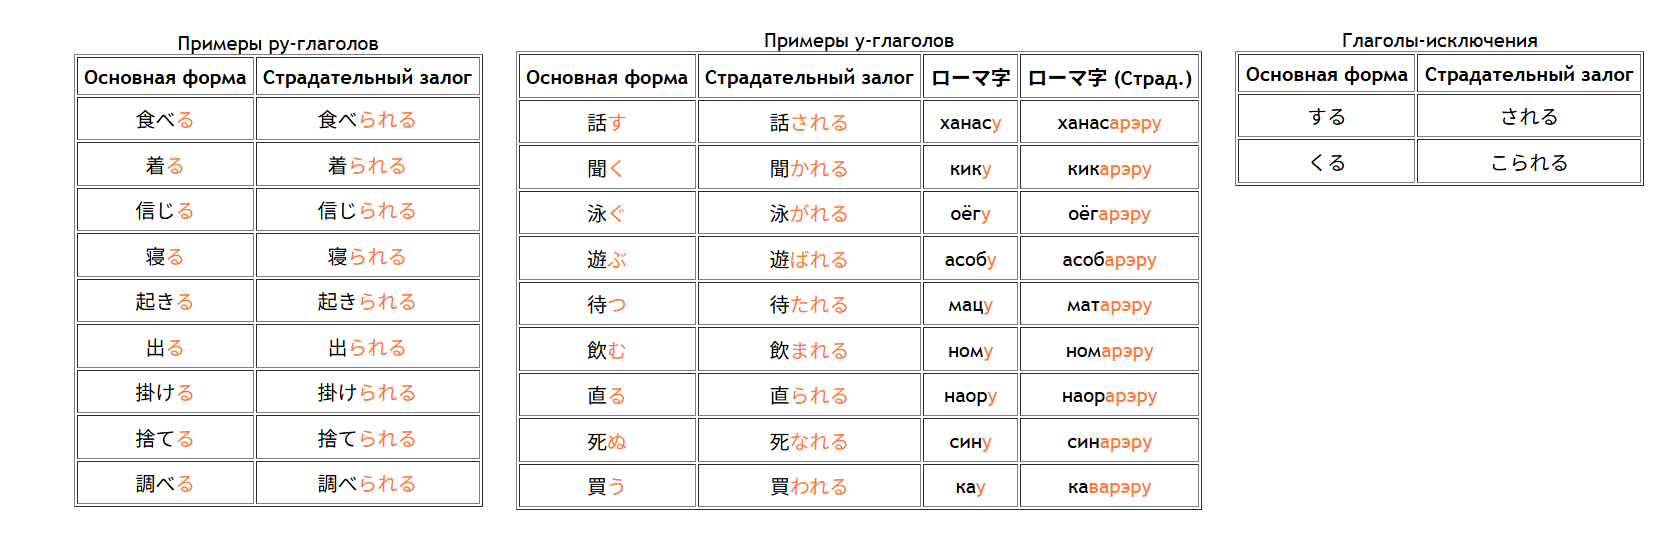 Примеры ру-глаголов
Основная форма Страдательный залог
食べる 食べられる
着る 着られる
信じる 信じられる
寝る 寝られる
起きる 起きられる
出る 出られる
掛ける 掛けられる
捨てる 捨てられる
調べる 調べられる
Примеры у-глаголов
Основная форма Страдательный залог ローマ字 ローマ字 (Страд.)
話す 話される ханасу ханасарэру
聞く 聞かれる кику кикарэру
泳ぐ 泳がれる оёгу оёгарэру
遊ぶ 遊ばれる асобу асобарэру
待つ 待たれる мацу матарэру
飲む 飲まれる ному номарэру
直る 直られる наору наорарэру
死ぬ 死なれる сину синарэру
買う 買われる кау каварэру
Глаголы-исключения
Основная форма Страдательный залог
する される
くる こられる